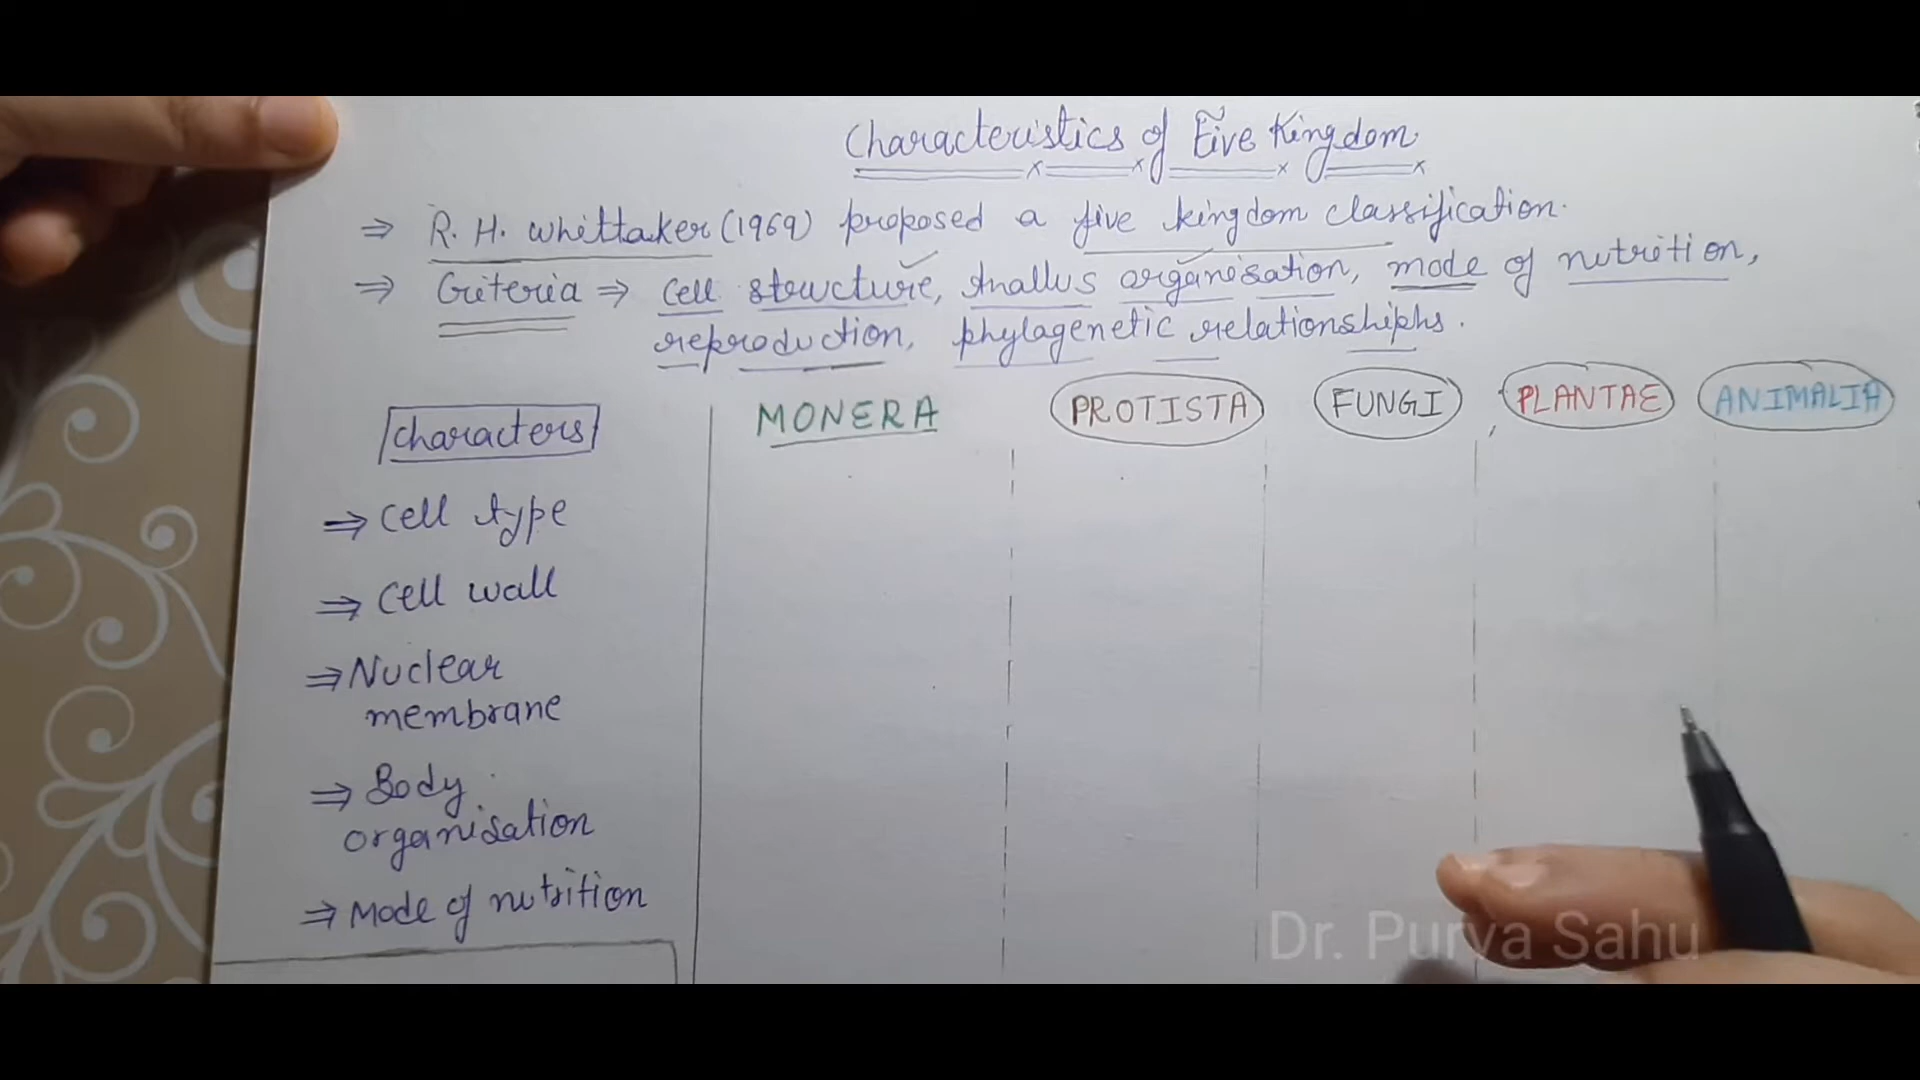 Characteristics of Five Kingdom
⇒ R. H. Whittaker (1969) proposed a five kingdom classification.
⇒ Criteria ⇒ cell structure, thallus organisation, mode of nutrition,
reproduction, phylagenetic relationships.
Characters MONERA PROTISTA FUNGI PLANTAE ANIMALIA
⇒ Cell type
⇒ Cell wall
⇒ Nuclear
membrane
⇒ Body
organisation
⇒ Mode of nutrition
Dr. Purva Sahu